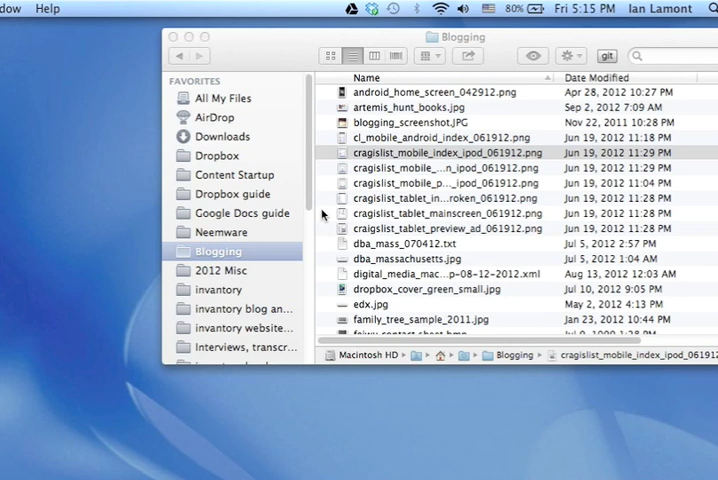 dow Help 80% Fri 5:15 PM Ian Lamont
Blogging
git
FAVORITES
All My Files
AirDrop
Downloads
Dropbox
Content Startup
Dropbox guide
Google Docs guide
Neemware
Blogging
2012 Misc
invantory
invantory blog an...
invantory website...
Interviews, transcr...
Name Date Modified
android_home_screen_042912.png Apr 28, 2012 10:27 PM
artemis_hunt_books.jpg Sep 2, 2012 7:09 AM
blogging_screenshot.JPG Nov 22, 2011 10:28 PM
cl_mobile_android_index_061912.png Jun 19, 2012 11:18 PM
cragislist_mobile_index_ipod_061912.png Jun 19, 2012 11:29 PM
cragislist_mobile_...n_ipod_061912.png Jun 19, 2012 11:29 PM
cragislist_mobile_p..._ipod_061912.png Jun 19, 2012 11:04 PM
craigslist_tablet_in...roken_061912.png Jun 19, 2012 11:28 PM
craigslist_tablet_mainscreen_061912.png Jun 19, 2012 11:28 PM
craigslist_tablet_preview_ad_061912.png Jun 19, 2012 11:28 PM
dba_mass_070412.txt Jul 5, 2012 2:57 PM
dba_massachusetts.jpg Jul 5, 2012 1:04 AM
digital_media_mac...p-08-12-2012.xml Aug 13, 2012 12:03 AM
dropbox_cover_green_small.jpg Jul 10, 2012 9:05 PM
edx.jpg May 2, 2012 4:13 PM
family_tree_sample_2011.jpg Jan 23, 2012 10:44 PM
Macintosh HD Blogging cragislist_mobile_index_ipod_061912